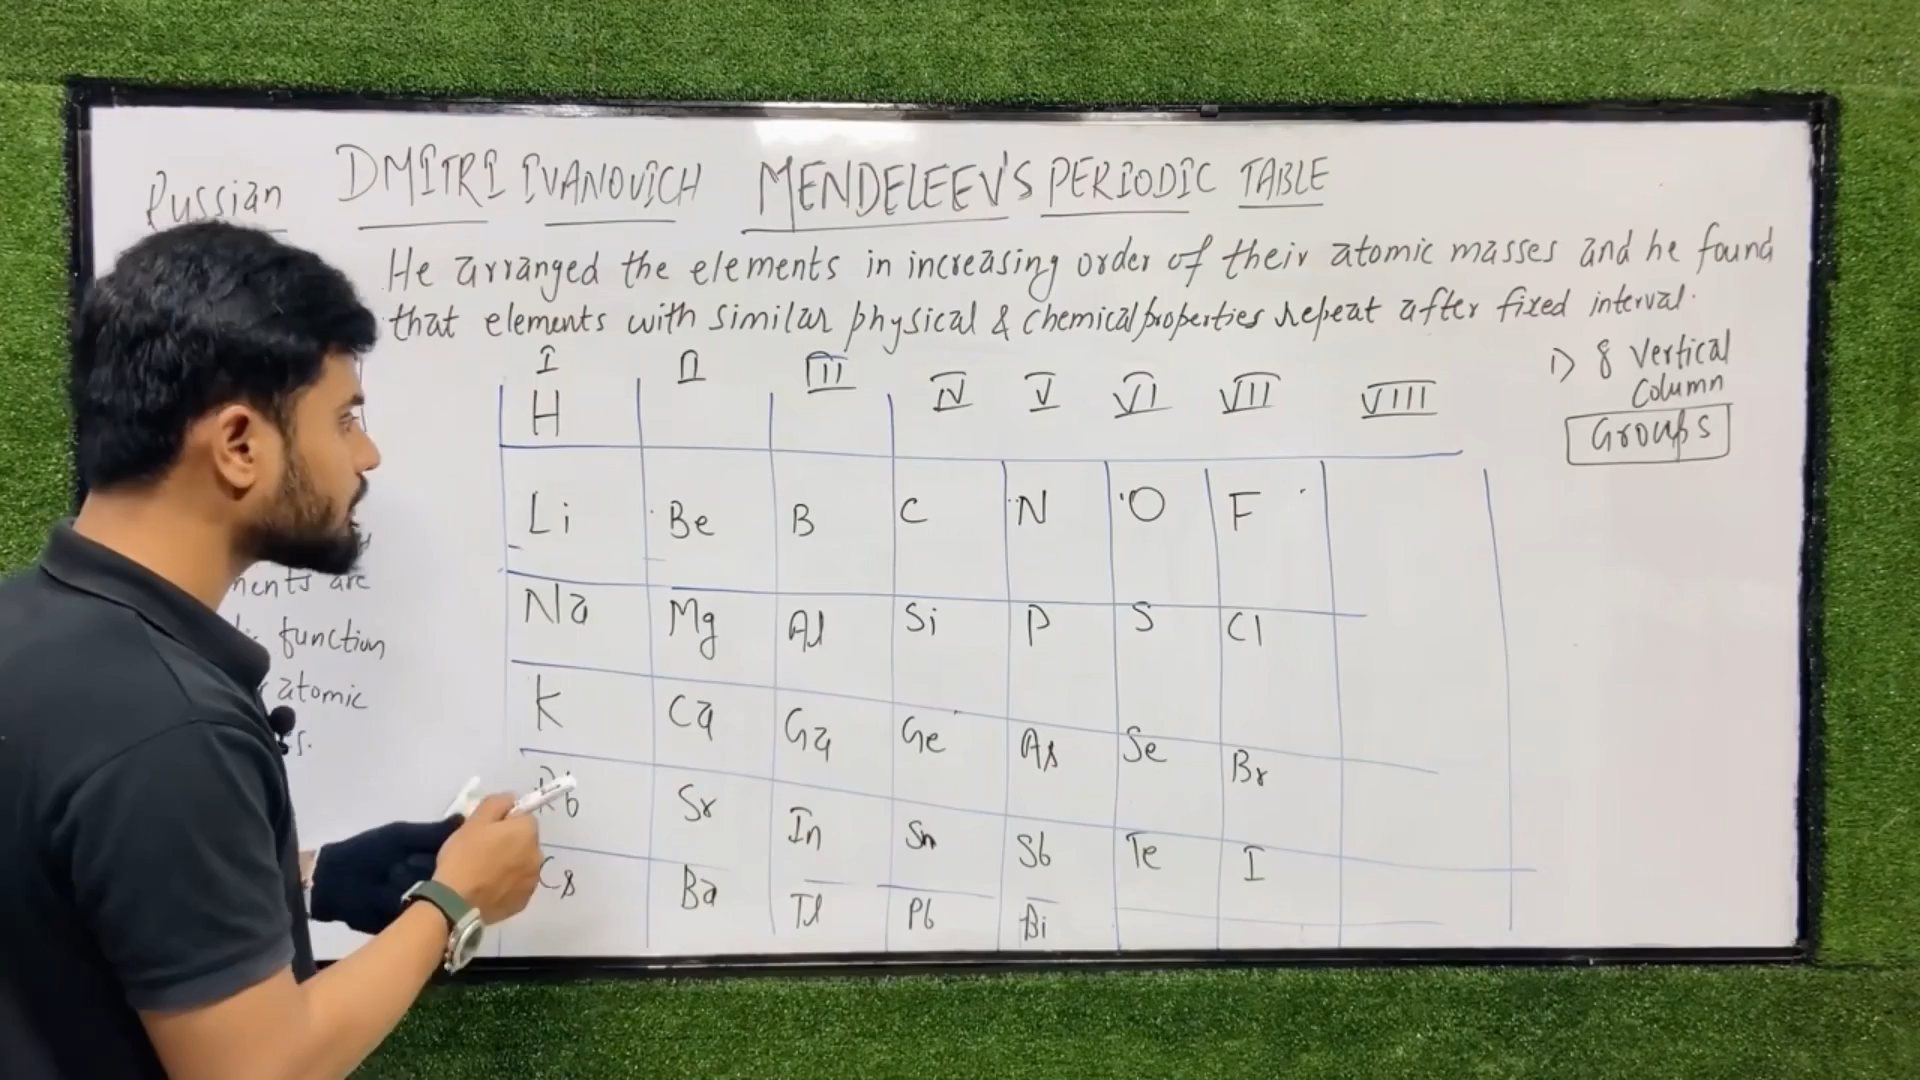 Russian DMITRI IVANOVICH MENDELEEV'S PERIODIC TABLE
He arranged the elements in increasing order of their atomic masses and he found
that elements with similar physical & chemical properties repeat after fixed interval.
I II III IV V VI VII VIII
H
Li Be B C N O F
Na Mg Al Si P S Cl
K Ca Ga Ge As Se Br
Rb Sr In Sn Sb Te I
Cs Ba Tl Pb Bi
1) 8 Vertical
Column
Groups
are
function
atomic